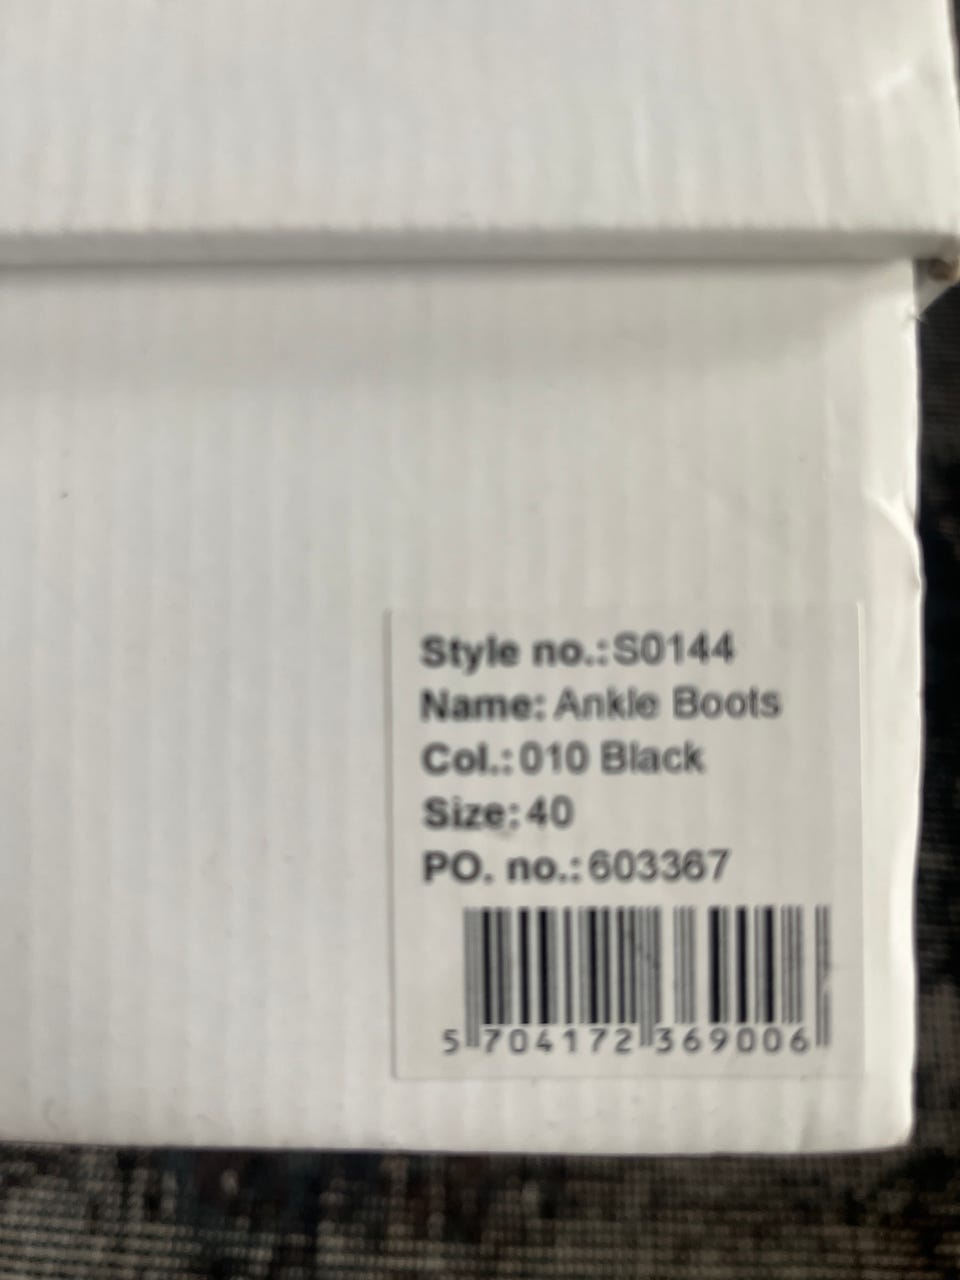 Style no.: S0144
Name: Ankle Boots
Col.: 010 Black
Size: 40
PO. no.: 603367
5 704172 369006